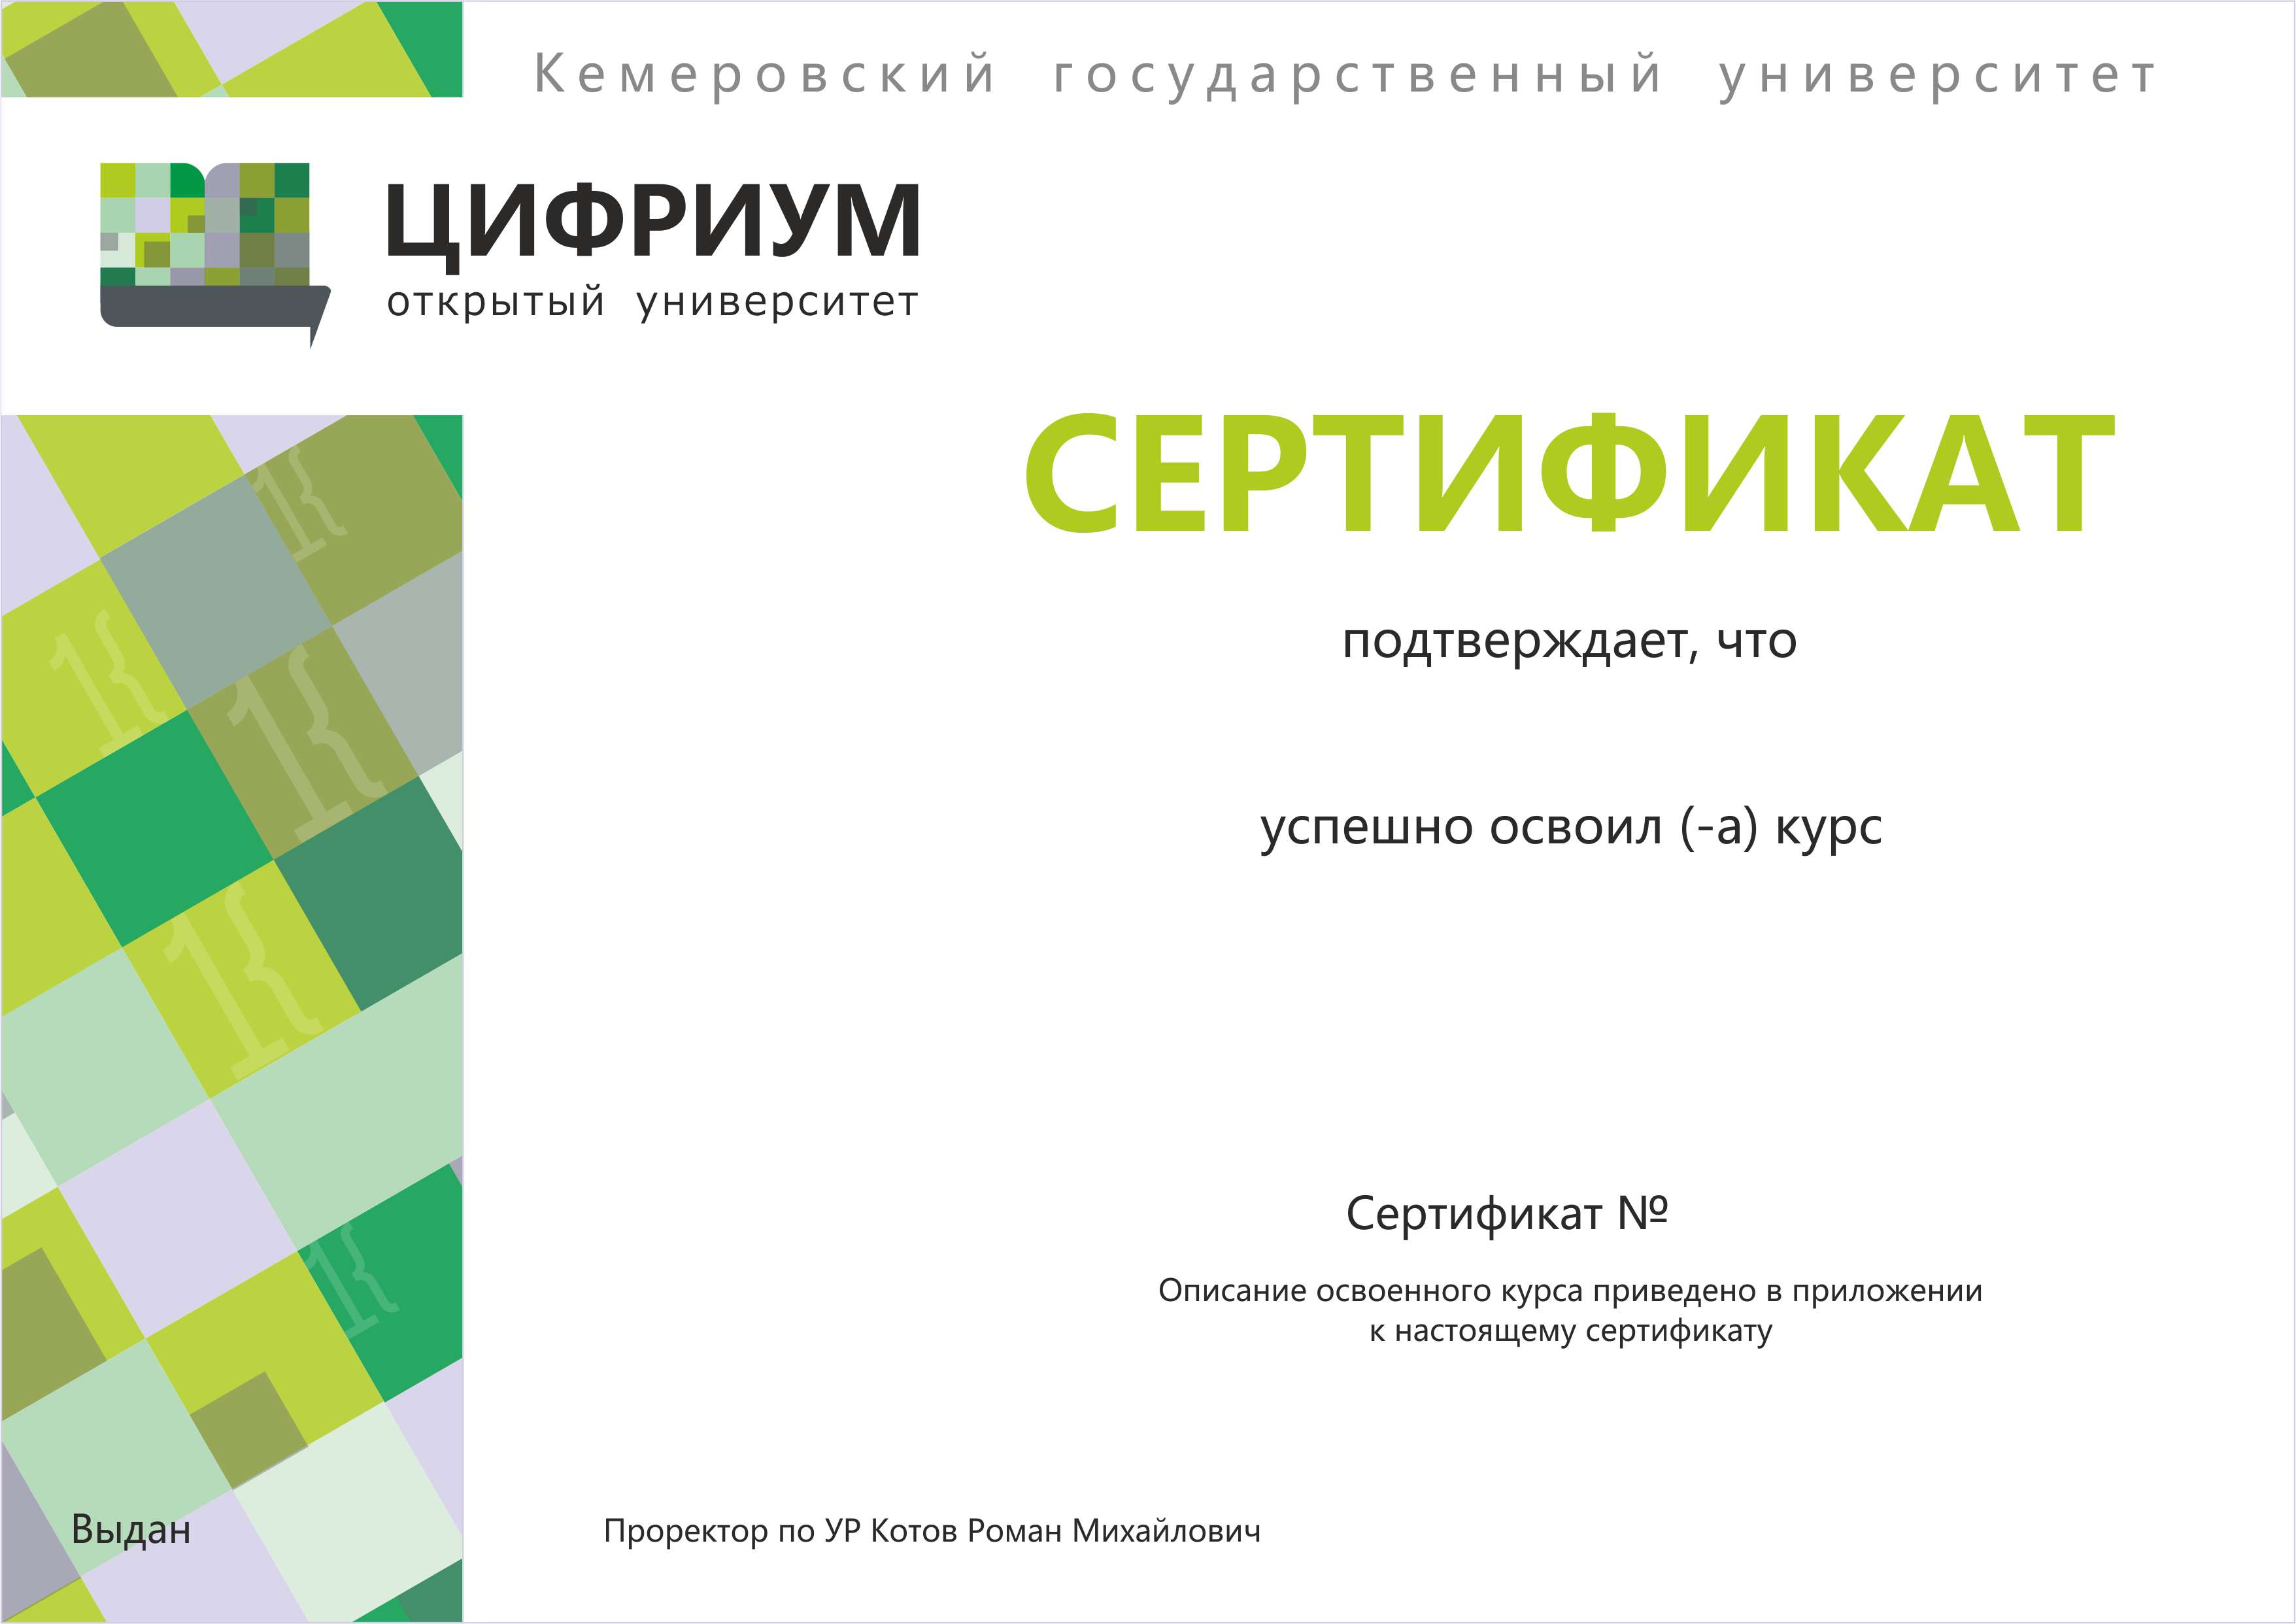 Кемеровский государственный университет
ЦИФРИУМ
открытый университет
СЕРТИФИКАТ
подтверждает, что
успешно освоил (-а) курс
Сертификат №
Описание освоенного курса приведено в приложении
к настоящему сертификату
Выдан
Проректор по УР Котов Роман Михайлович